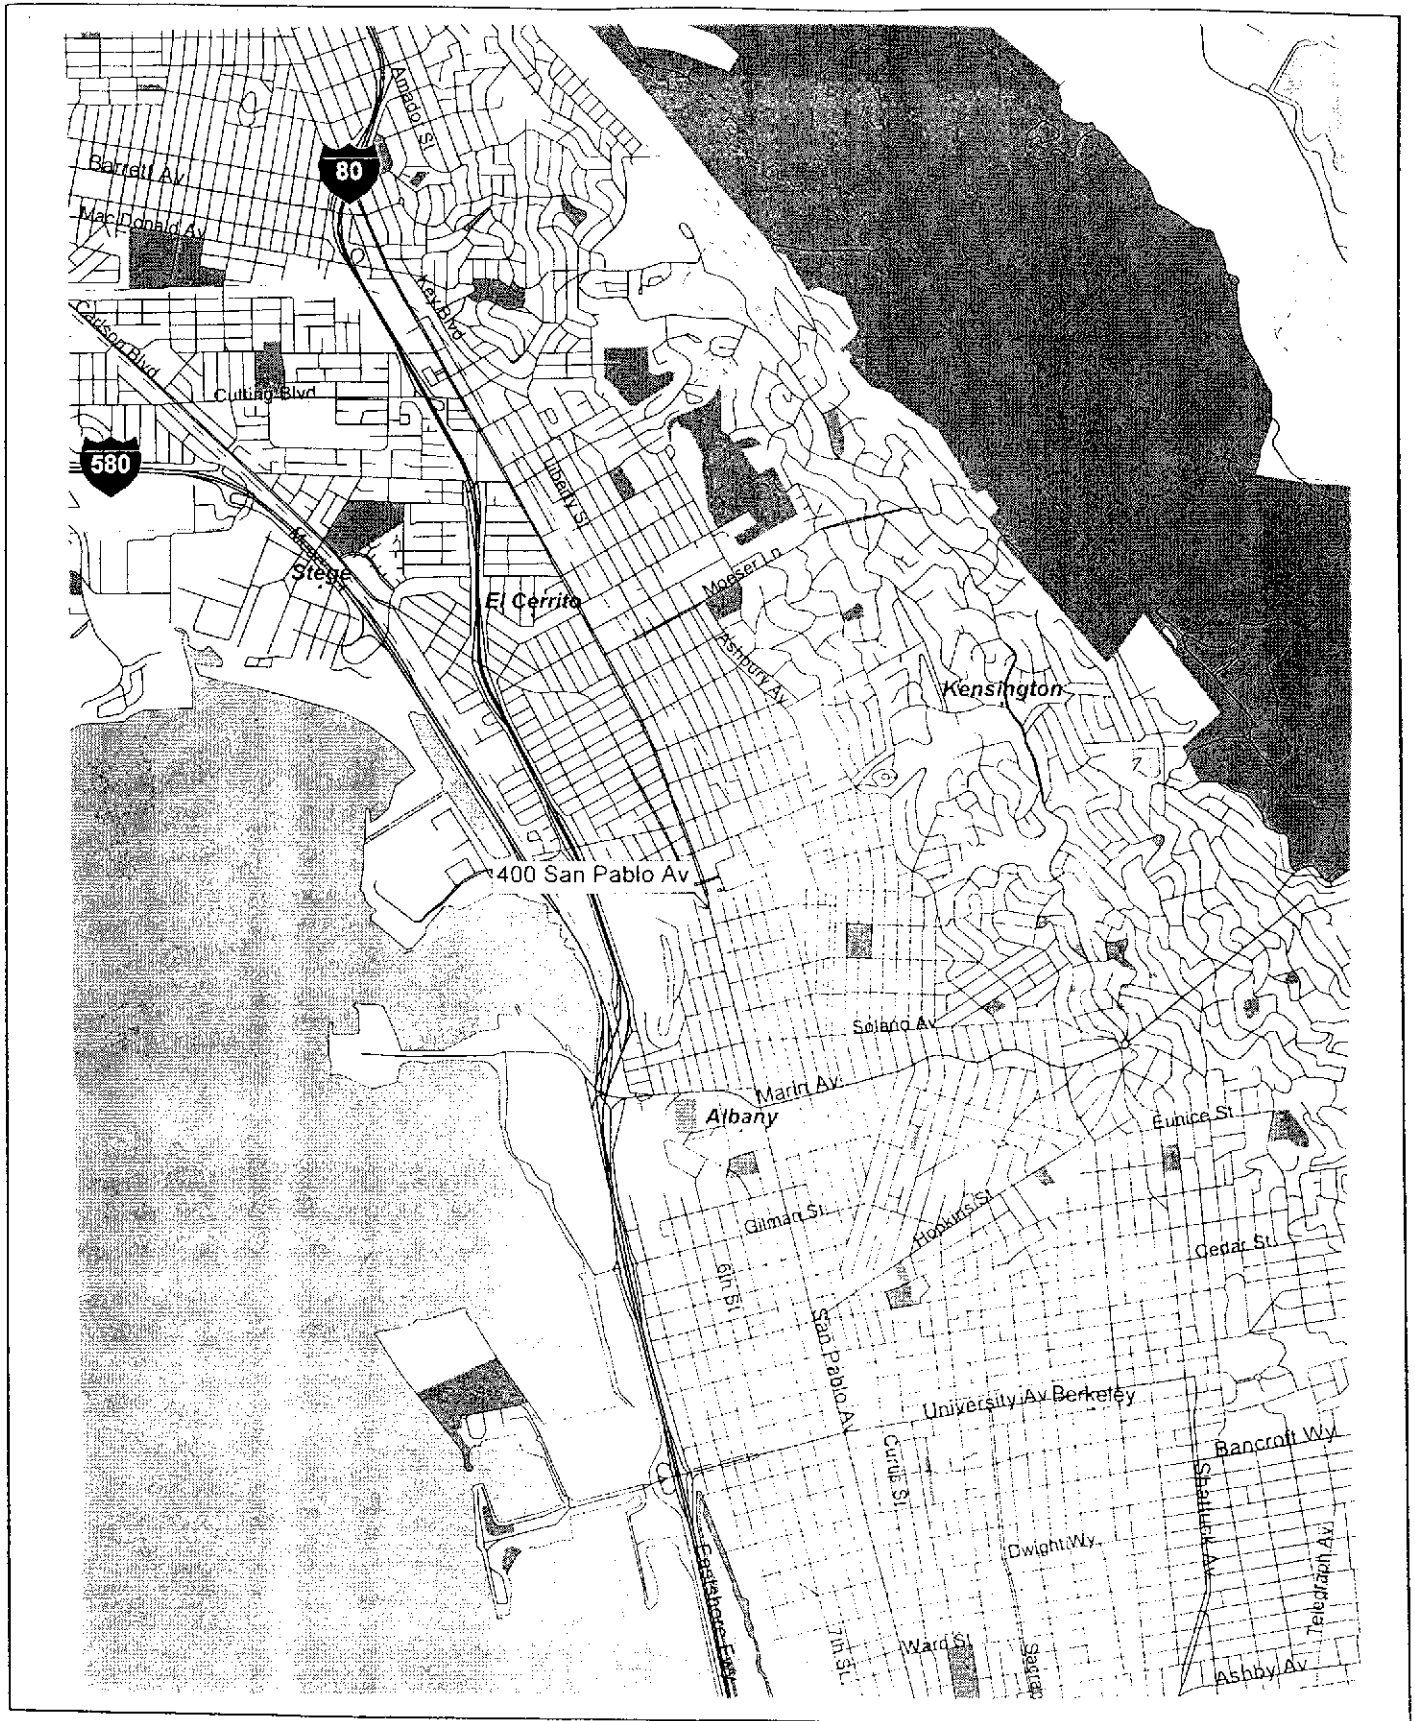 Amado St
80
Barrett Av
Mac Donald Av
Key Blvd
Carlson Blvd
Cutting Blvd
580
Liberty St
Stege
El Cerrito
Moeser Ln
Ashbury Av
Kensington
7
400 San Pablo Av
Solano Av
Marin Av.
Albany
Eunice St
Gilman St.
Hopkins St
Cedar St.
6th St
San Pablo Av
University Av Berkeley
Bancroft Wy
Curtis St.
Shattuck Av
Dwight Wy.
Telegraph Av
Eastshore Fwy
7th St.
Ward St
Ashby Av